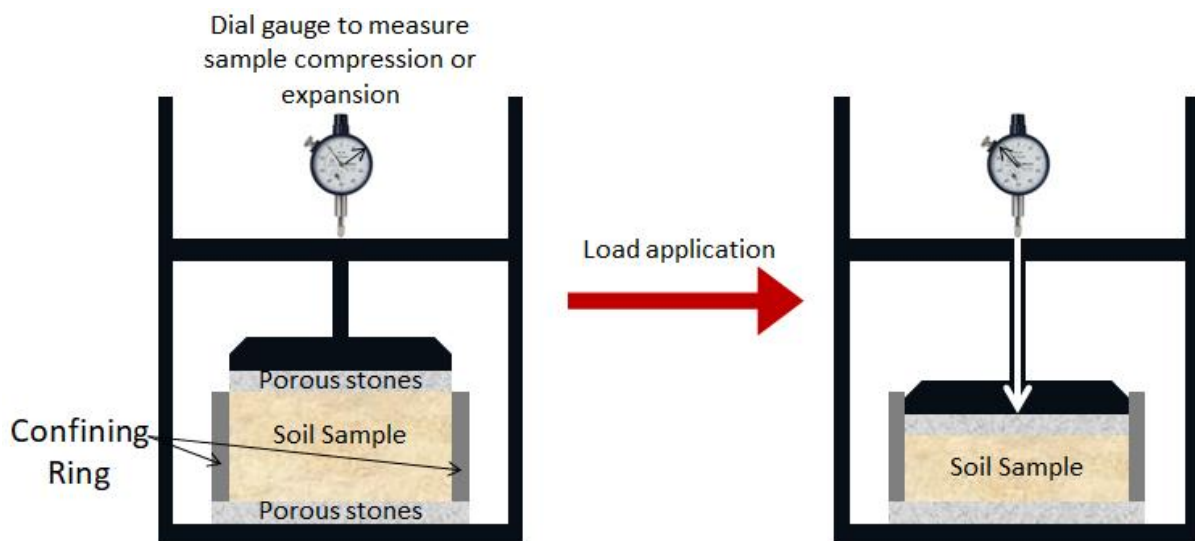 Dial gauge to measure
sample compression or
expansion
Load application
Porous stones
Confining
Ring
Soil Sample
Porous stones
Soil Sample